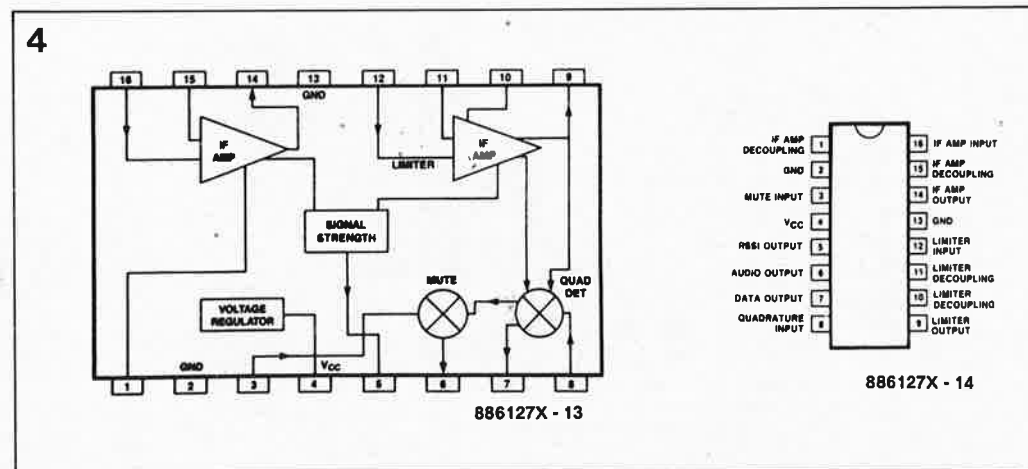 4
16 15 14 13 12 11 10 9
GND
IF
AMP
LIMITER
IF
AMP
SIGNAL
STRENGTH
MUTE
QUAD
DET
VOLTAGE
REGULATOR
GND
VCC
1 2 3 4 5 6 7 8
886127X - 13
IF AMP
DECOUPLING
1
GND
2
MUTE INPUT
3
VCC
4
RSSI OUTPUT
5
AUDIO OUTPUT
6
DATA OUTPUT
7
QUADRATURE
INPUT
8
16 IF AMP INPUT
15 IF AMP
DECOUPLING
14 IF AMP
OUTPUT
13 GND
12 LIMITER
INPUT
11 LIMITER
DECOUPLING
10 LIMITER
DECOUPLING
9 LIMITER
OUTPUT
886127X - 14